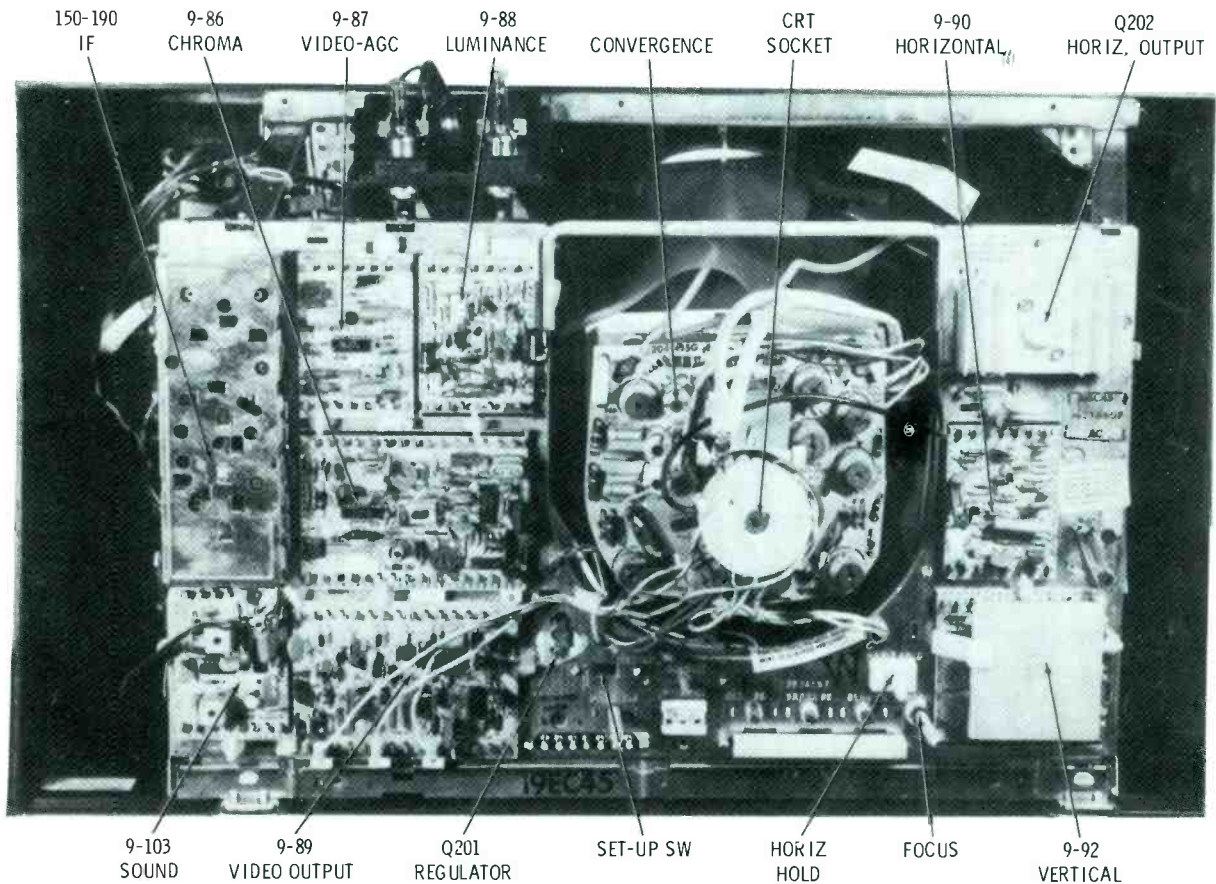 150-190
IF
9-86
CHROMA
9-87
VIDEO-AGC
9-88
LUMINANCE
CONVERGENCE
CRT
SOCKET
9-90
HORIZONTAL
Q202
HORIZ. OUTPUT
19EC45
9-103
SOUND
9-89
VIDEO OUTPUT
Q201
REGULATOR
SET-UP SW
HORIZ
HOLD
FOCUS
9-92
VERTICAL